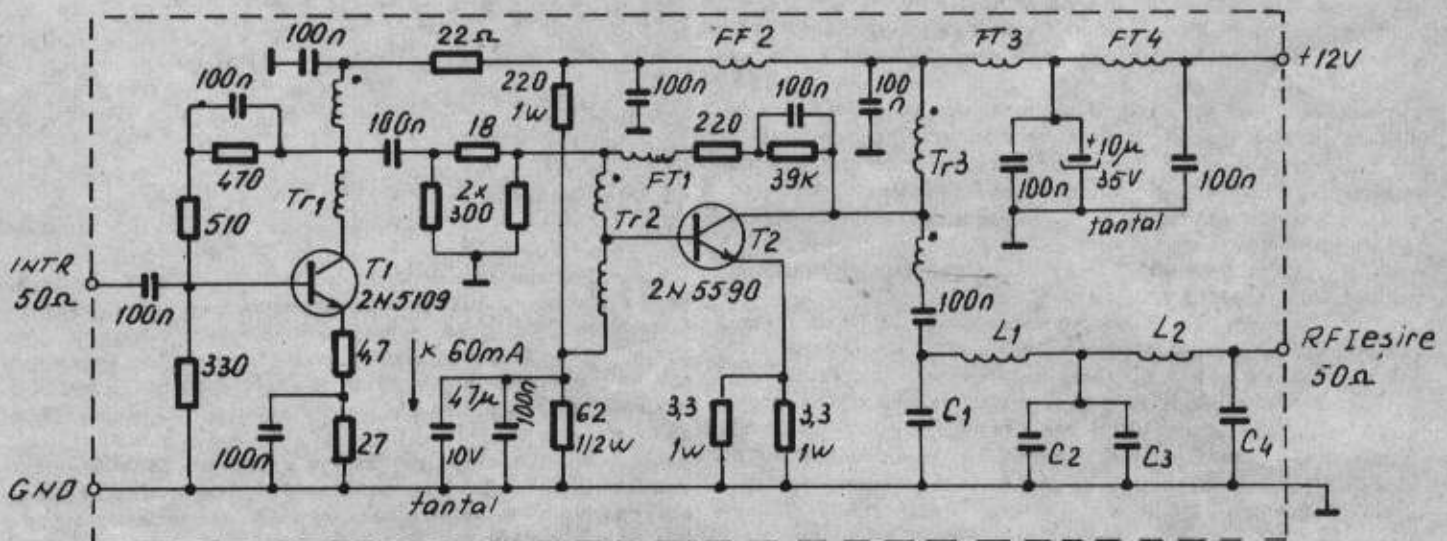 100n
22Ω
FF2
FT3
FT4
+12V
100n
220
1W
100n
100
n
100n
100n
18
220
Tr3
+10µ
35V
470
FT1
39K
100n
100n
Tr1
2x
300
Tr2
tantal
510
T2
INTR
50Ω
T1
2N5109
2N5590
100n
100n
L1
L2
RF Iesire
50Ω
47
60mA
330
47µ
100n
62
1/2W
3,3
1W
3,3
1W
C1
100n
27
10V
C2
C3
C4
GND
tantal